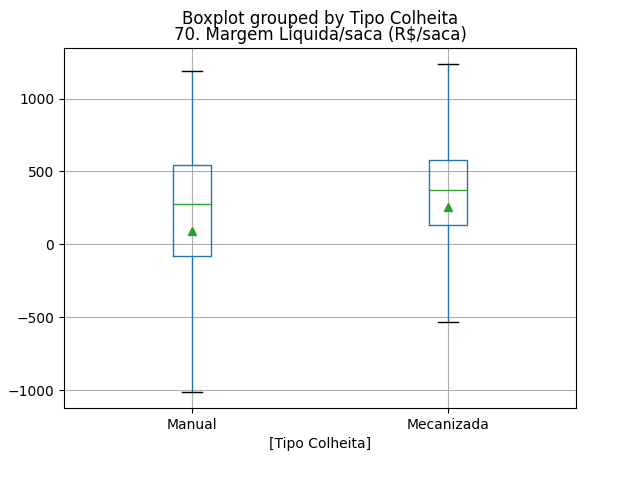 Boxplot grouped by Tipo Colheita
70. Margem Líquida/saca (R$/saca)
1000
500
0
−500
−1000
Manual
Mecanizada
[Tipo Colheita]